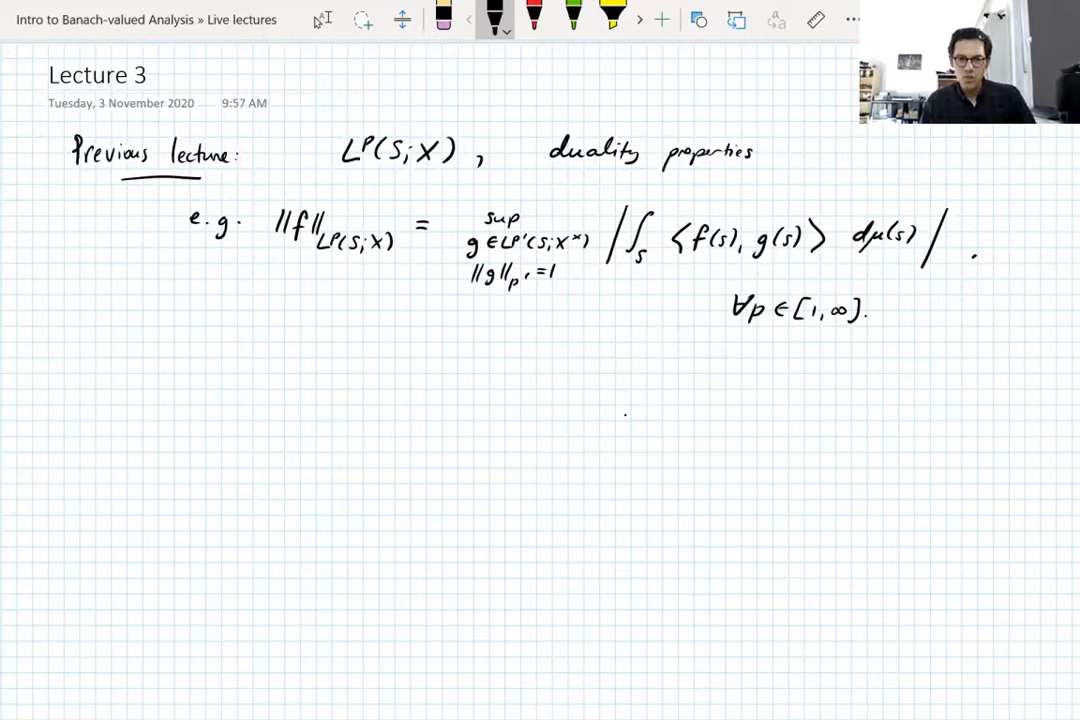 Intro to Banach-valued Analysis » Live lectures
Lecture 3
Tuesday, 3 November 2020 9:57 AM
Previous lecture: L^p(S;X), duality properties
e.g. ||f||_{L^p(S;X)} = sup_{g ∈ L^{p'}(S;X^*), ||g||_{p'} = 1} |∫_S <f(s), g(s)> dμ(s)|.
∀p ∈ [1, ∞].